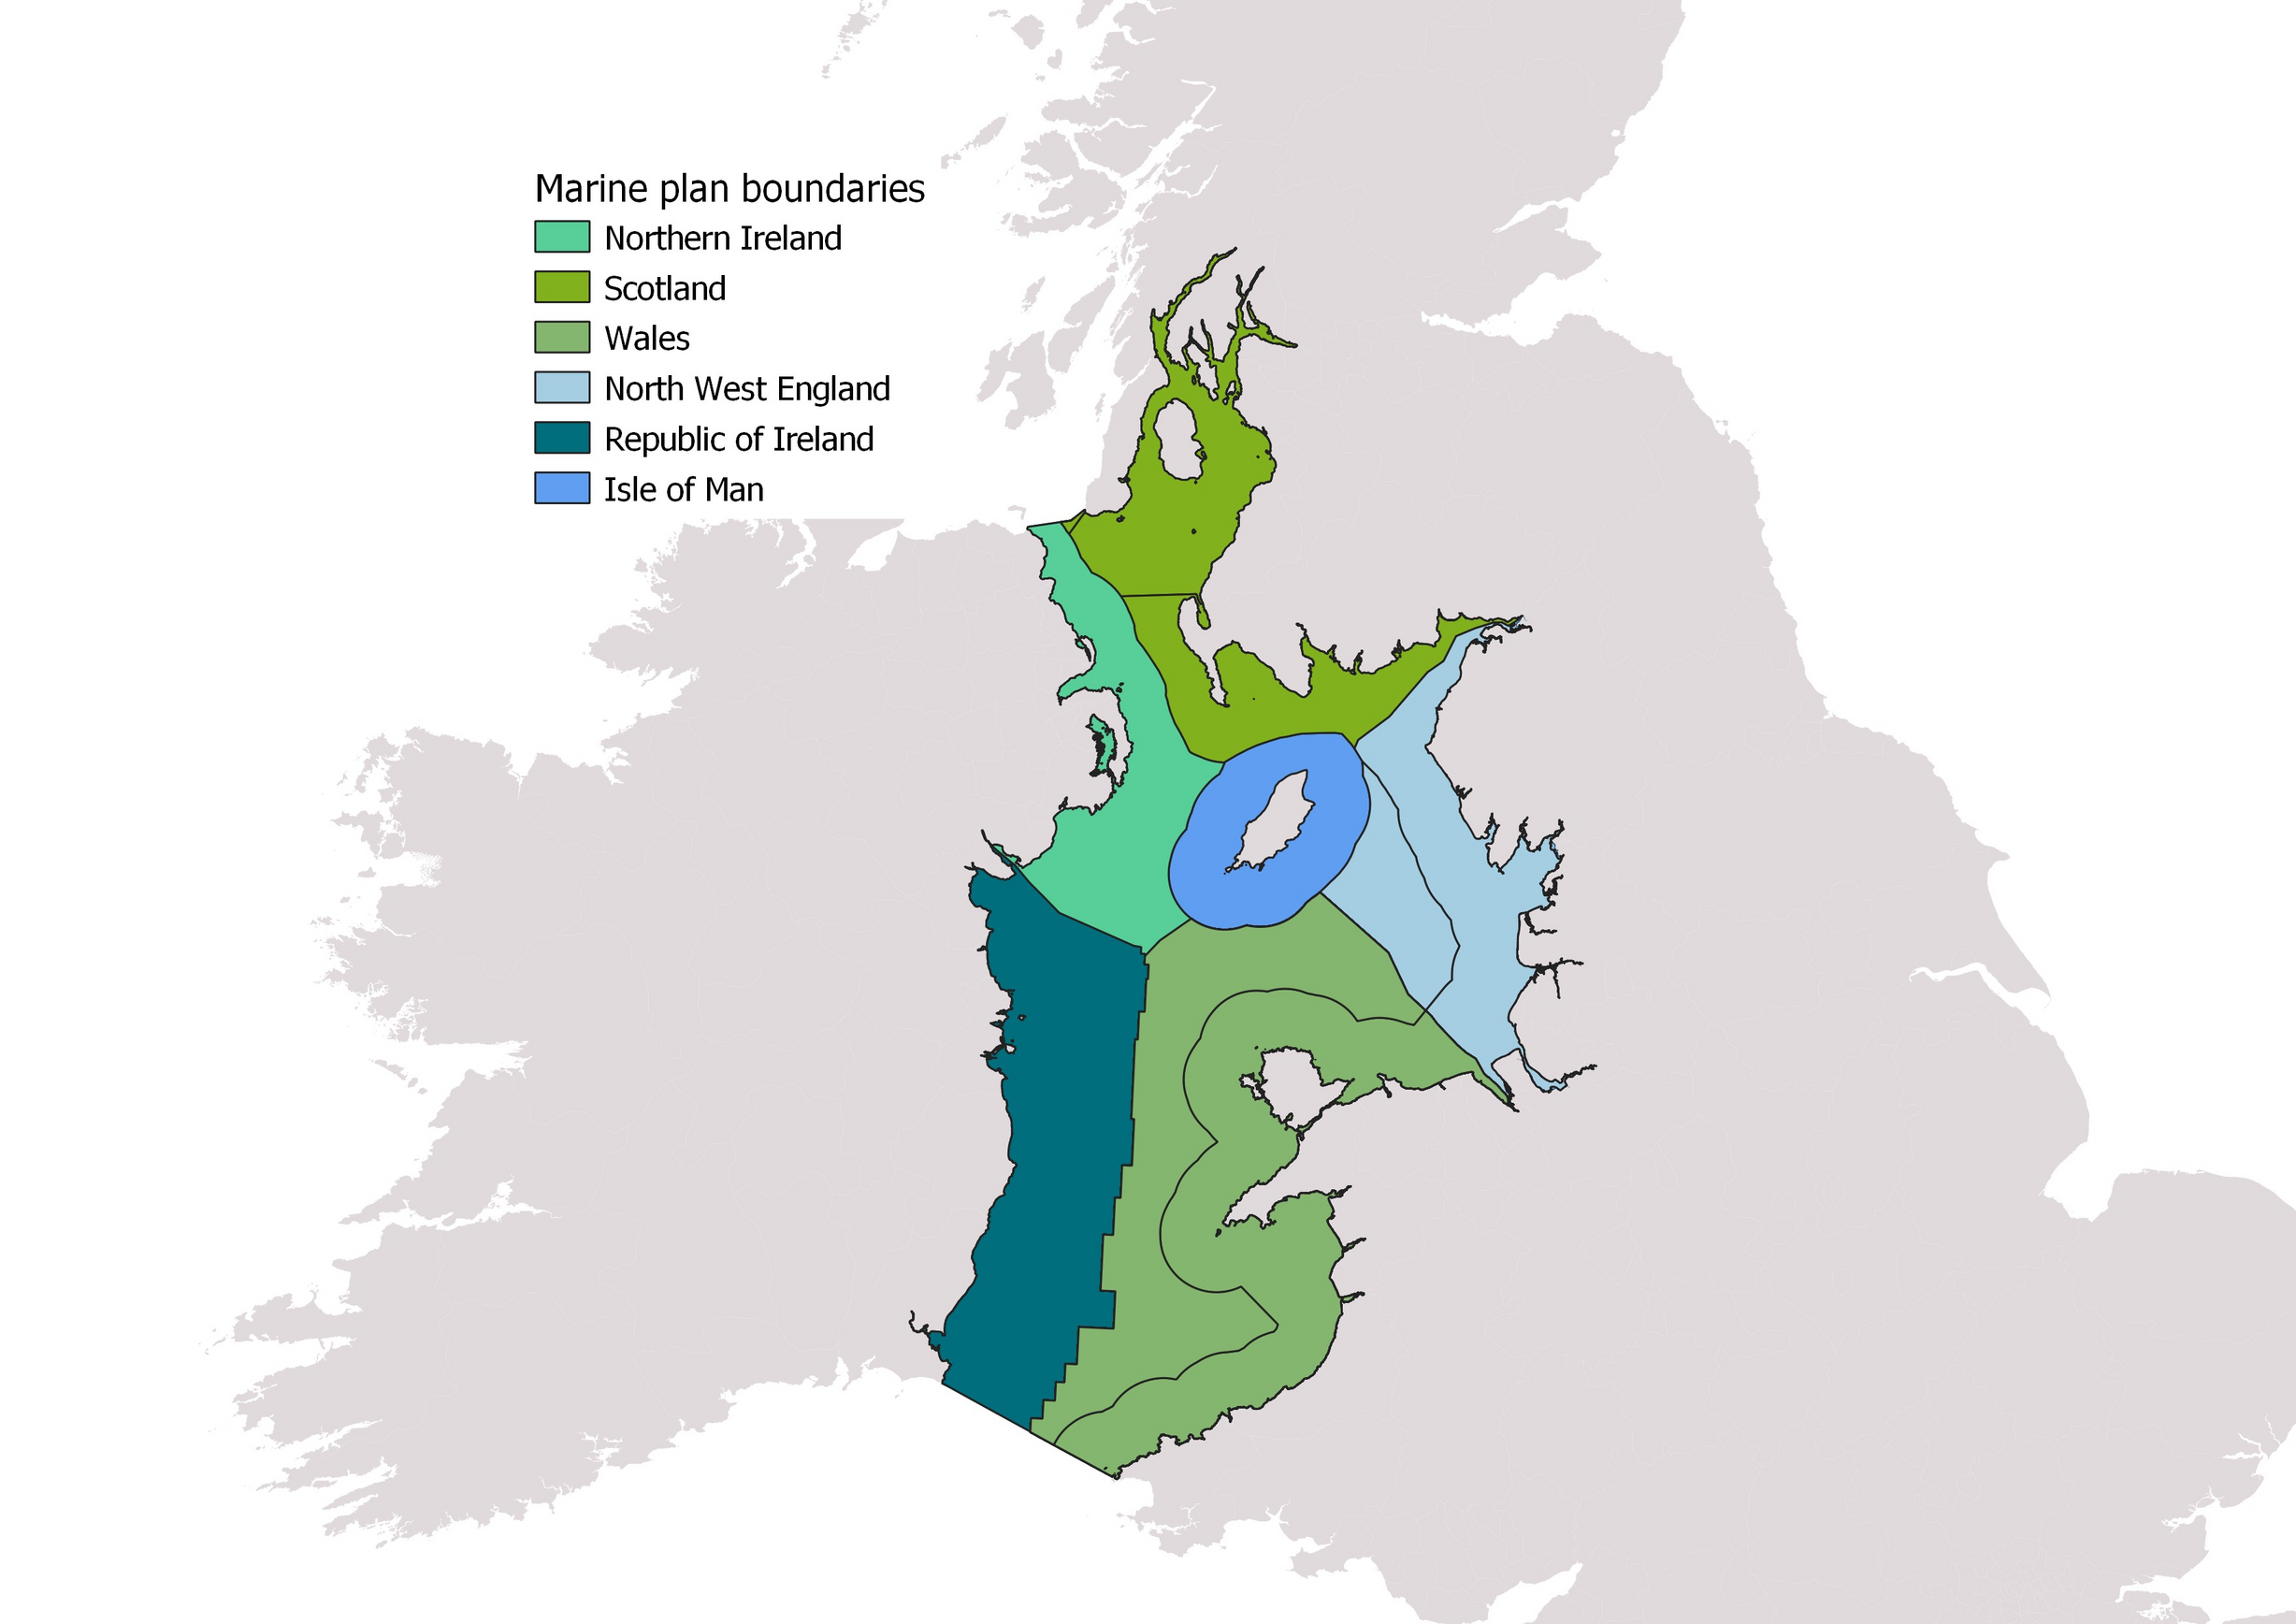 Marine plan boundaries
Northern Ireland
Scotland
Wales
North West England
Republic of Ireland
Isle of Man